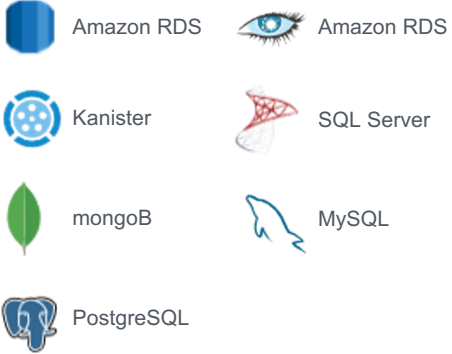 Amazon RDS
Amazon RDS
Kanister
SQL Server
mongoB
MySQL
PostgreSQL